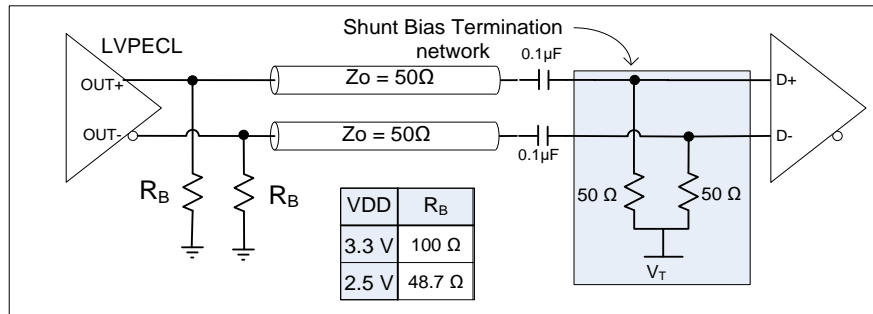 Shunt Bias Termination
network
LVPECL
0.1µF
OUT+
Zo = 50Ω
D+
OUT-
Zo = 50Ω
D-
0.1µF
R_B
R_B
50 Ω
50 Ω
VDD R_B
3.3 V 100 Ω
2.5 V 48.7 Ω
V_T